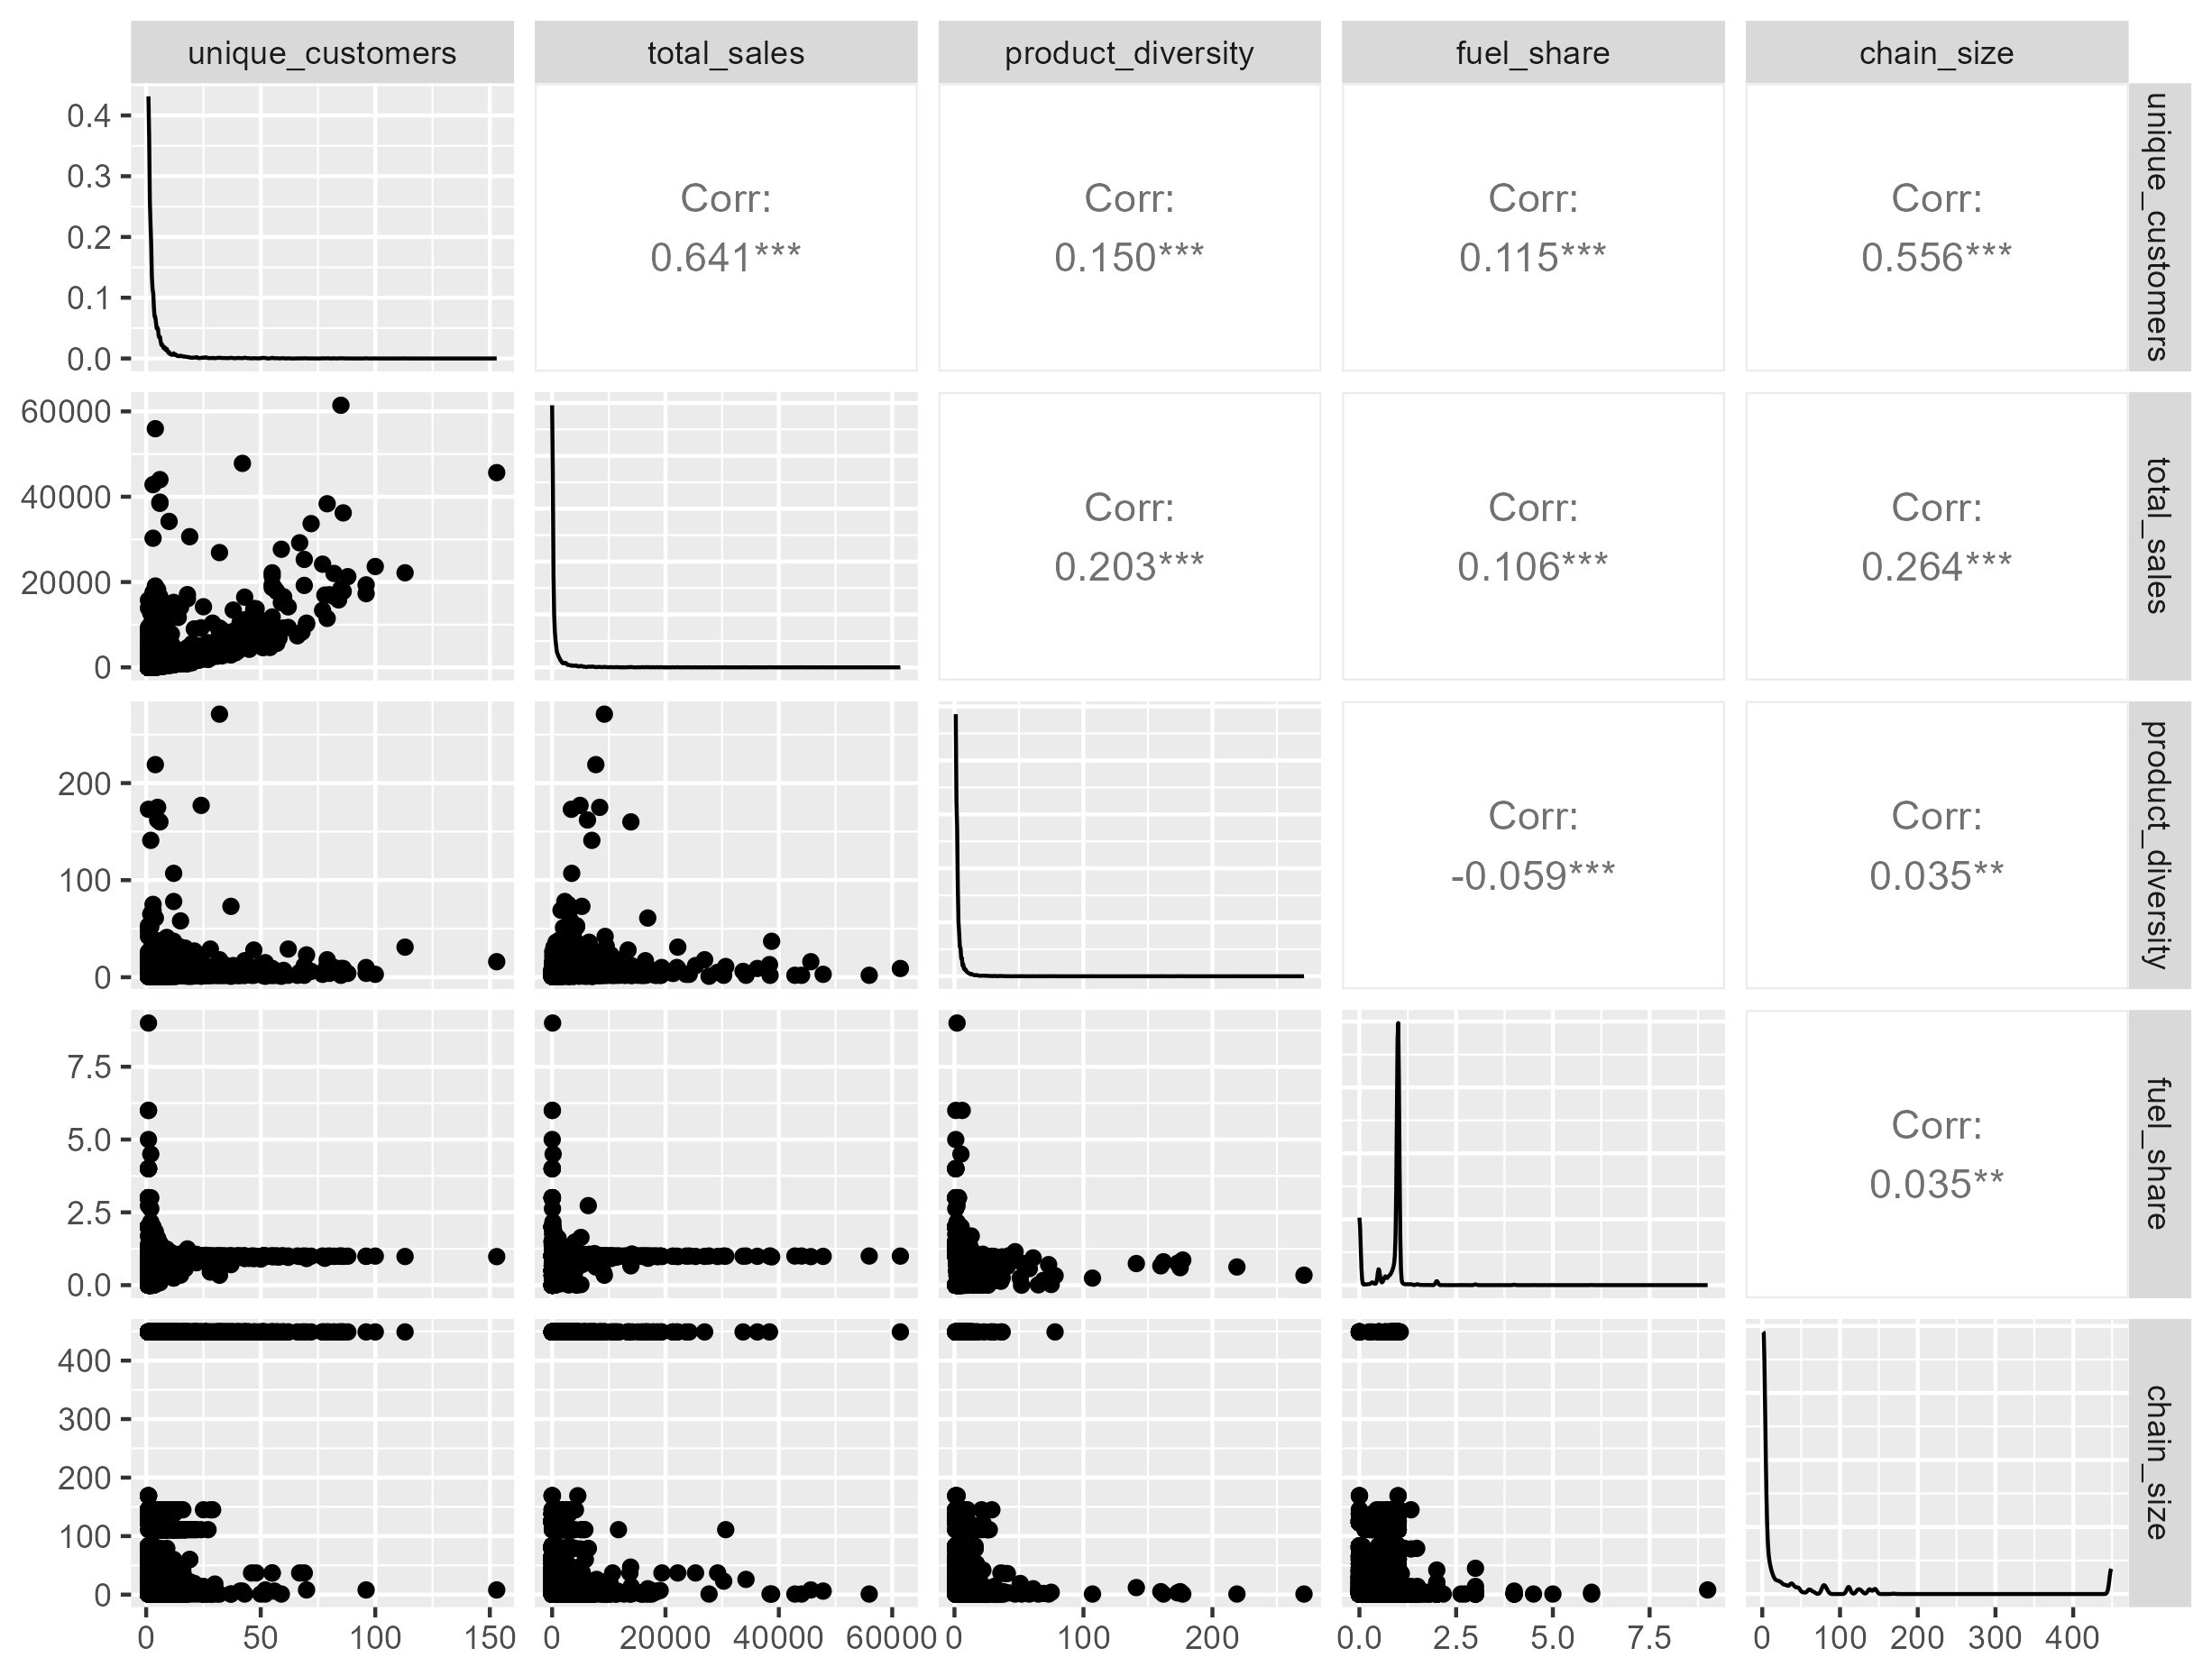 unique_customers total_sales product_diversity fuel_share chain_size
0.4
0.3
0.2
0.1
0.0
Corr:
0.641***
Corr:
0.150***
Corr:
0.115***
Corr:
0.556***
unique_customers
60000
40000
20000
0
Corr:
0.203***
Corr:
0.106***
Corr:
0.264***
total_sales
200
100
0
Corr:
-0.059***
Corr:
0.035**
product_diversity
7.5
5.0
2.5
0.0
Corr:
0.035**
fuel_share
400
300
200
100
0
chain_size
0 50 100 150 0 20000 40000 60000 0 100 200 0.0 2.5 5.0 7.5 0 100 200 300 400